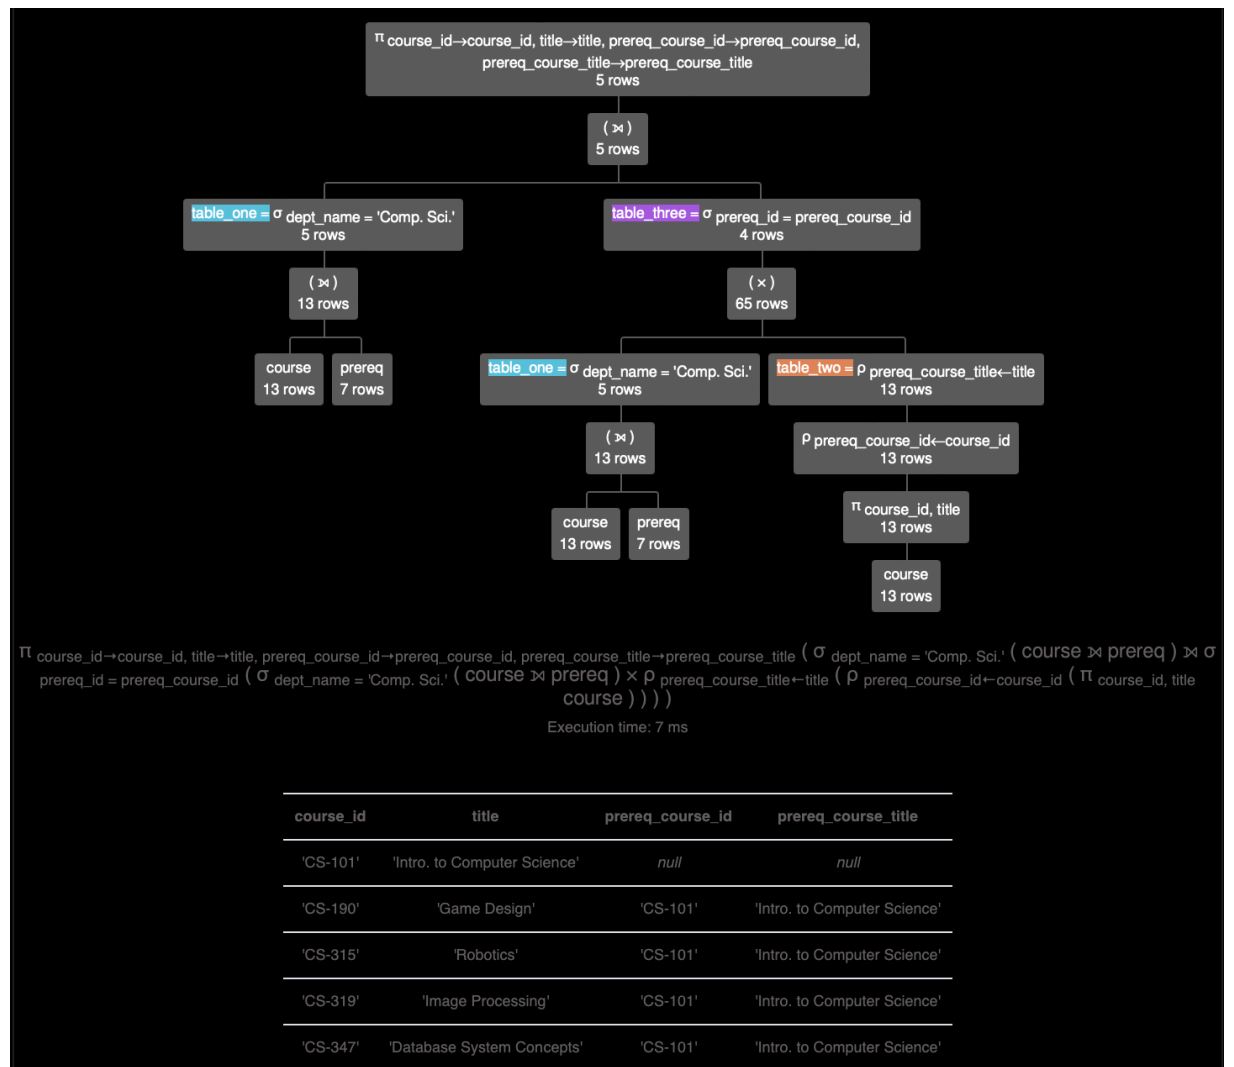 π course_id→course_id, title→title, prereq_course_id→prereq_course_id,
prereq_course_title→prereq_course_title
5 rows
( ⟕ )
5 rows
table_one = σ dept_name = 'Comp. Sci.'
5 rows
table_three = σ prereq_id = prereq_course_id
4 rows
( ⟕ )
13 rows
( × )
65 rows
course
13 rows
prereq
7 rows
table_one = σ dept_name = 'Comp. Sci.'
5 rows
table_two = ρ prereq_course_title←title
13 rows
( ⟕ )
13 rows
ρ prereq_course_id←course_id
13 rows
course
13 rows
prereq
7 rows
π course_id, title
13 rows
course
13 rows
π course_id→course_id, title→title, prereq_course_id→prereq_course_id, prereq_course_title→prereq_course_title ( σ dept_name = 'Comp. Sci.' ( course ⟕ prereq ) ⟕ σ
prereq_id = prereq_course_id ( σ dept_name = 'Comp. Sci.' ( course ⟕ prereq ) × ρ prereq_course_title←title ( ρ prereq_course_id←course_id ( π course_id, title
course ) ) ) )
Execution time: 7 ms
course_id title prereq_course_id prereq_course_title
'CS-101' 'Intro. to Computer Science' null null
'CS-190' 'Game Design' 'CS-101' 'Intro. to Computer Science'
'CS-315' 'Robotics' 'CS-101' 'Intro. to Computer Science'
'CS-319' 'Image Processing' 'CS-101' 'Intro. to Computer Science'
'CS-347' 'Database System Concepts' 'CS-101' 'Intro. to Computer Science'